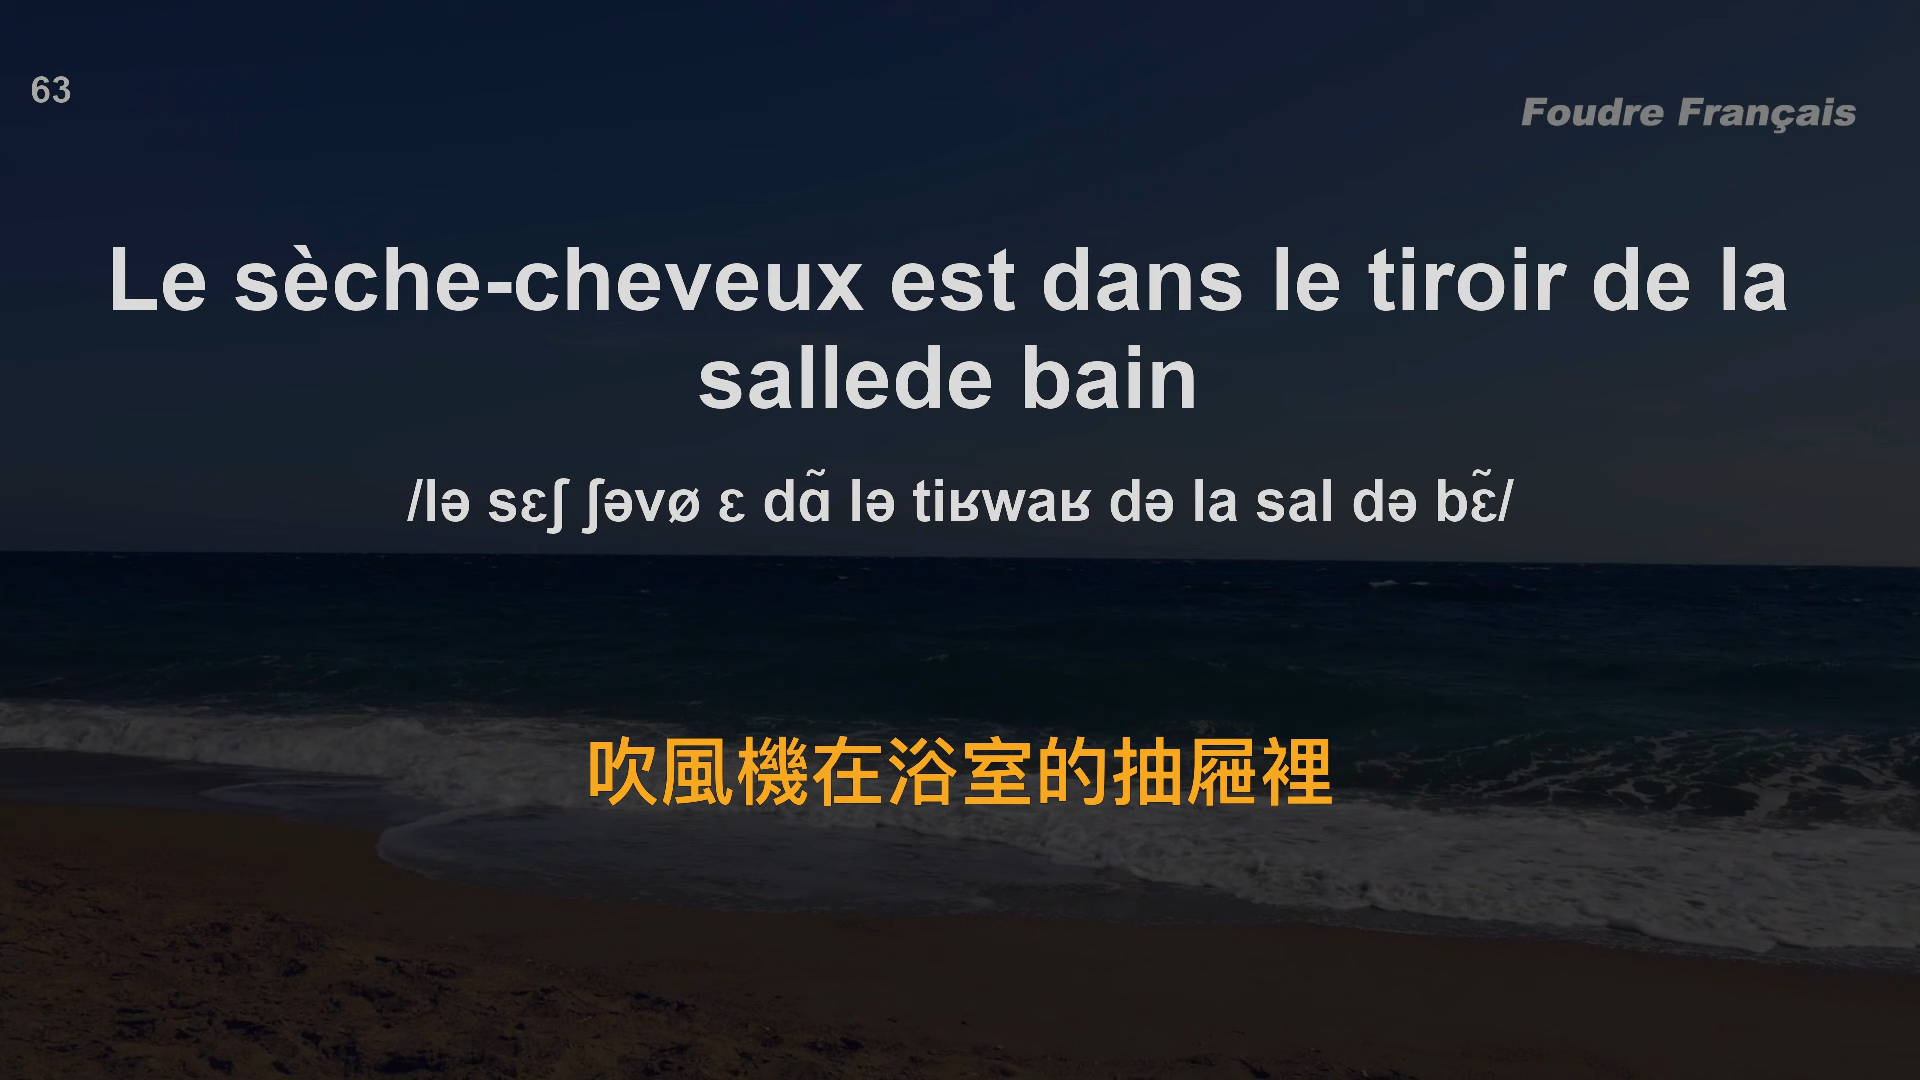 63
Foudre Français
Le sèche-cheveux est dans le tiroir de la
sallede bain
/lə sɛʃ ʃəvø ɛ dɑ̃ lə tiʁwaʁ də la sal də bɛ̃/
吹風機在浴室的抽屜裡